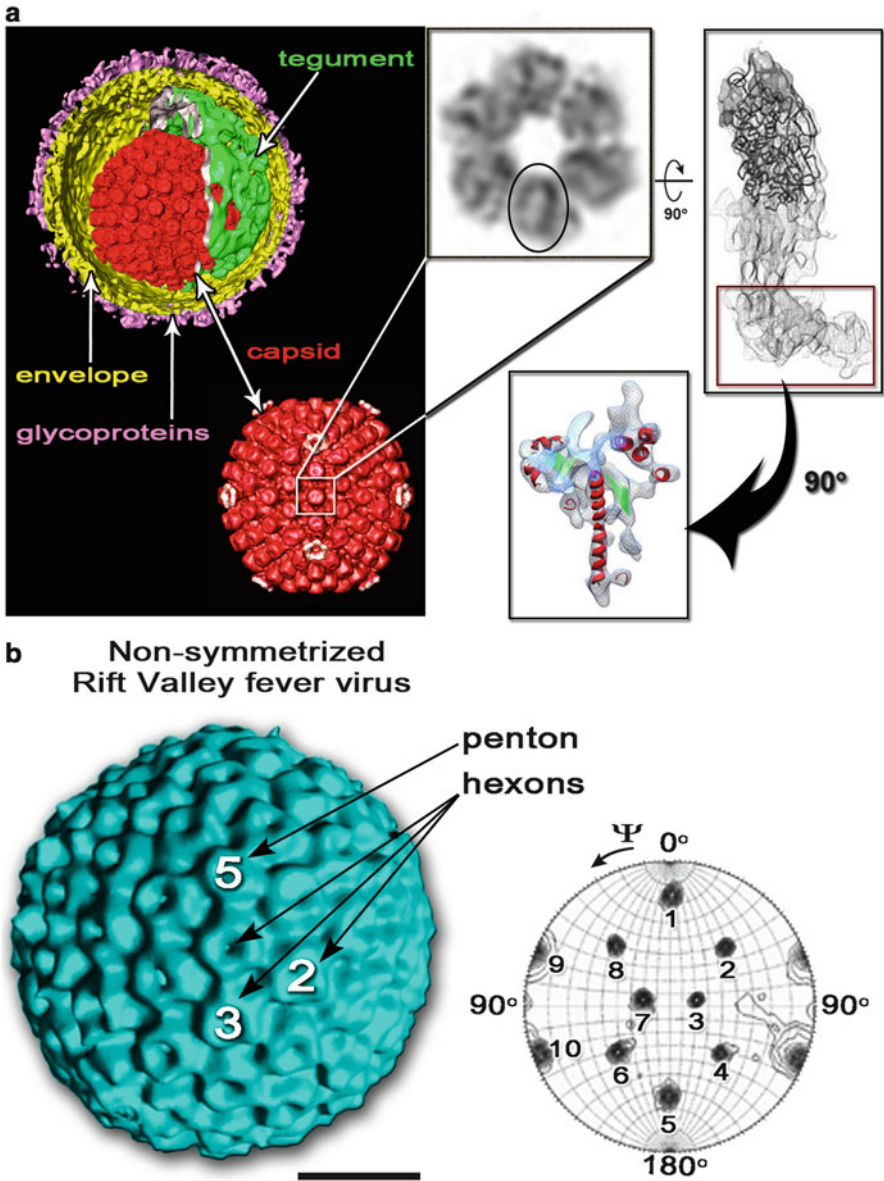 a
tegument
envelope
glycoproteins
capsid
90°
90°
b
Non-symmetrized
Rift Valley fever virus
penton
hexons
5
2
3
Ψ
0°
1
9
8
2
90°
7
3
90°
10
6
4
5
180°